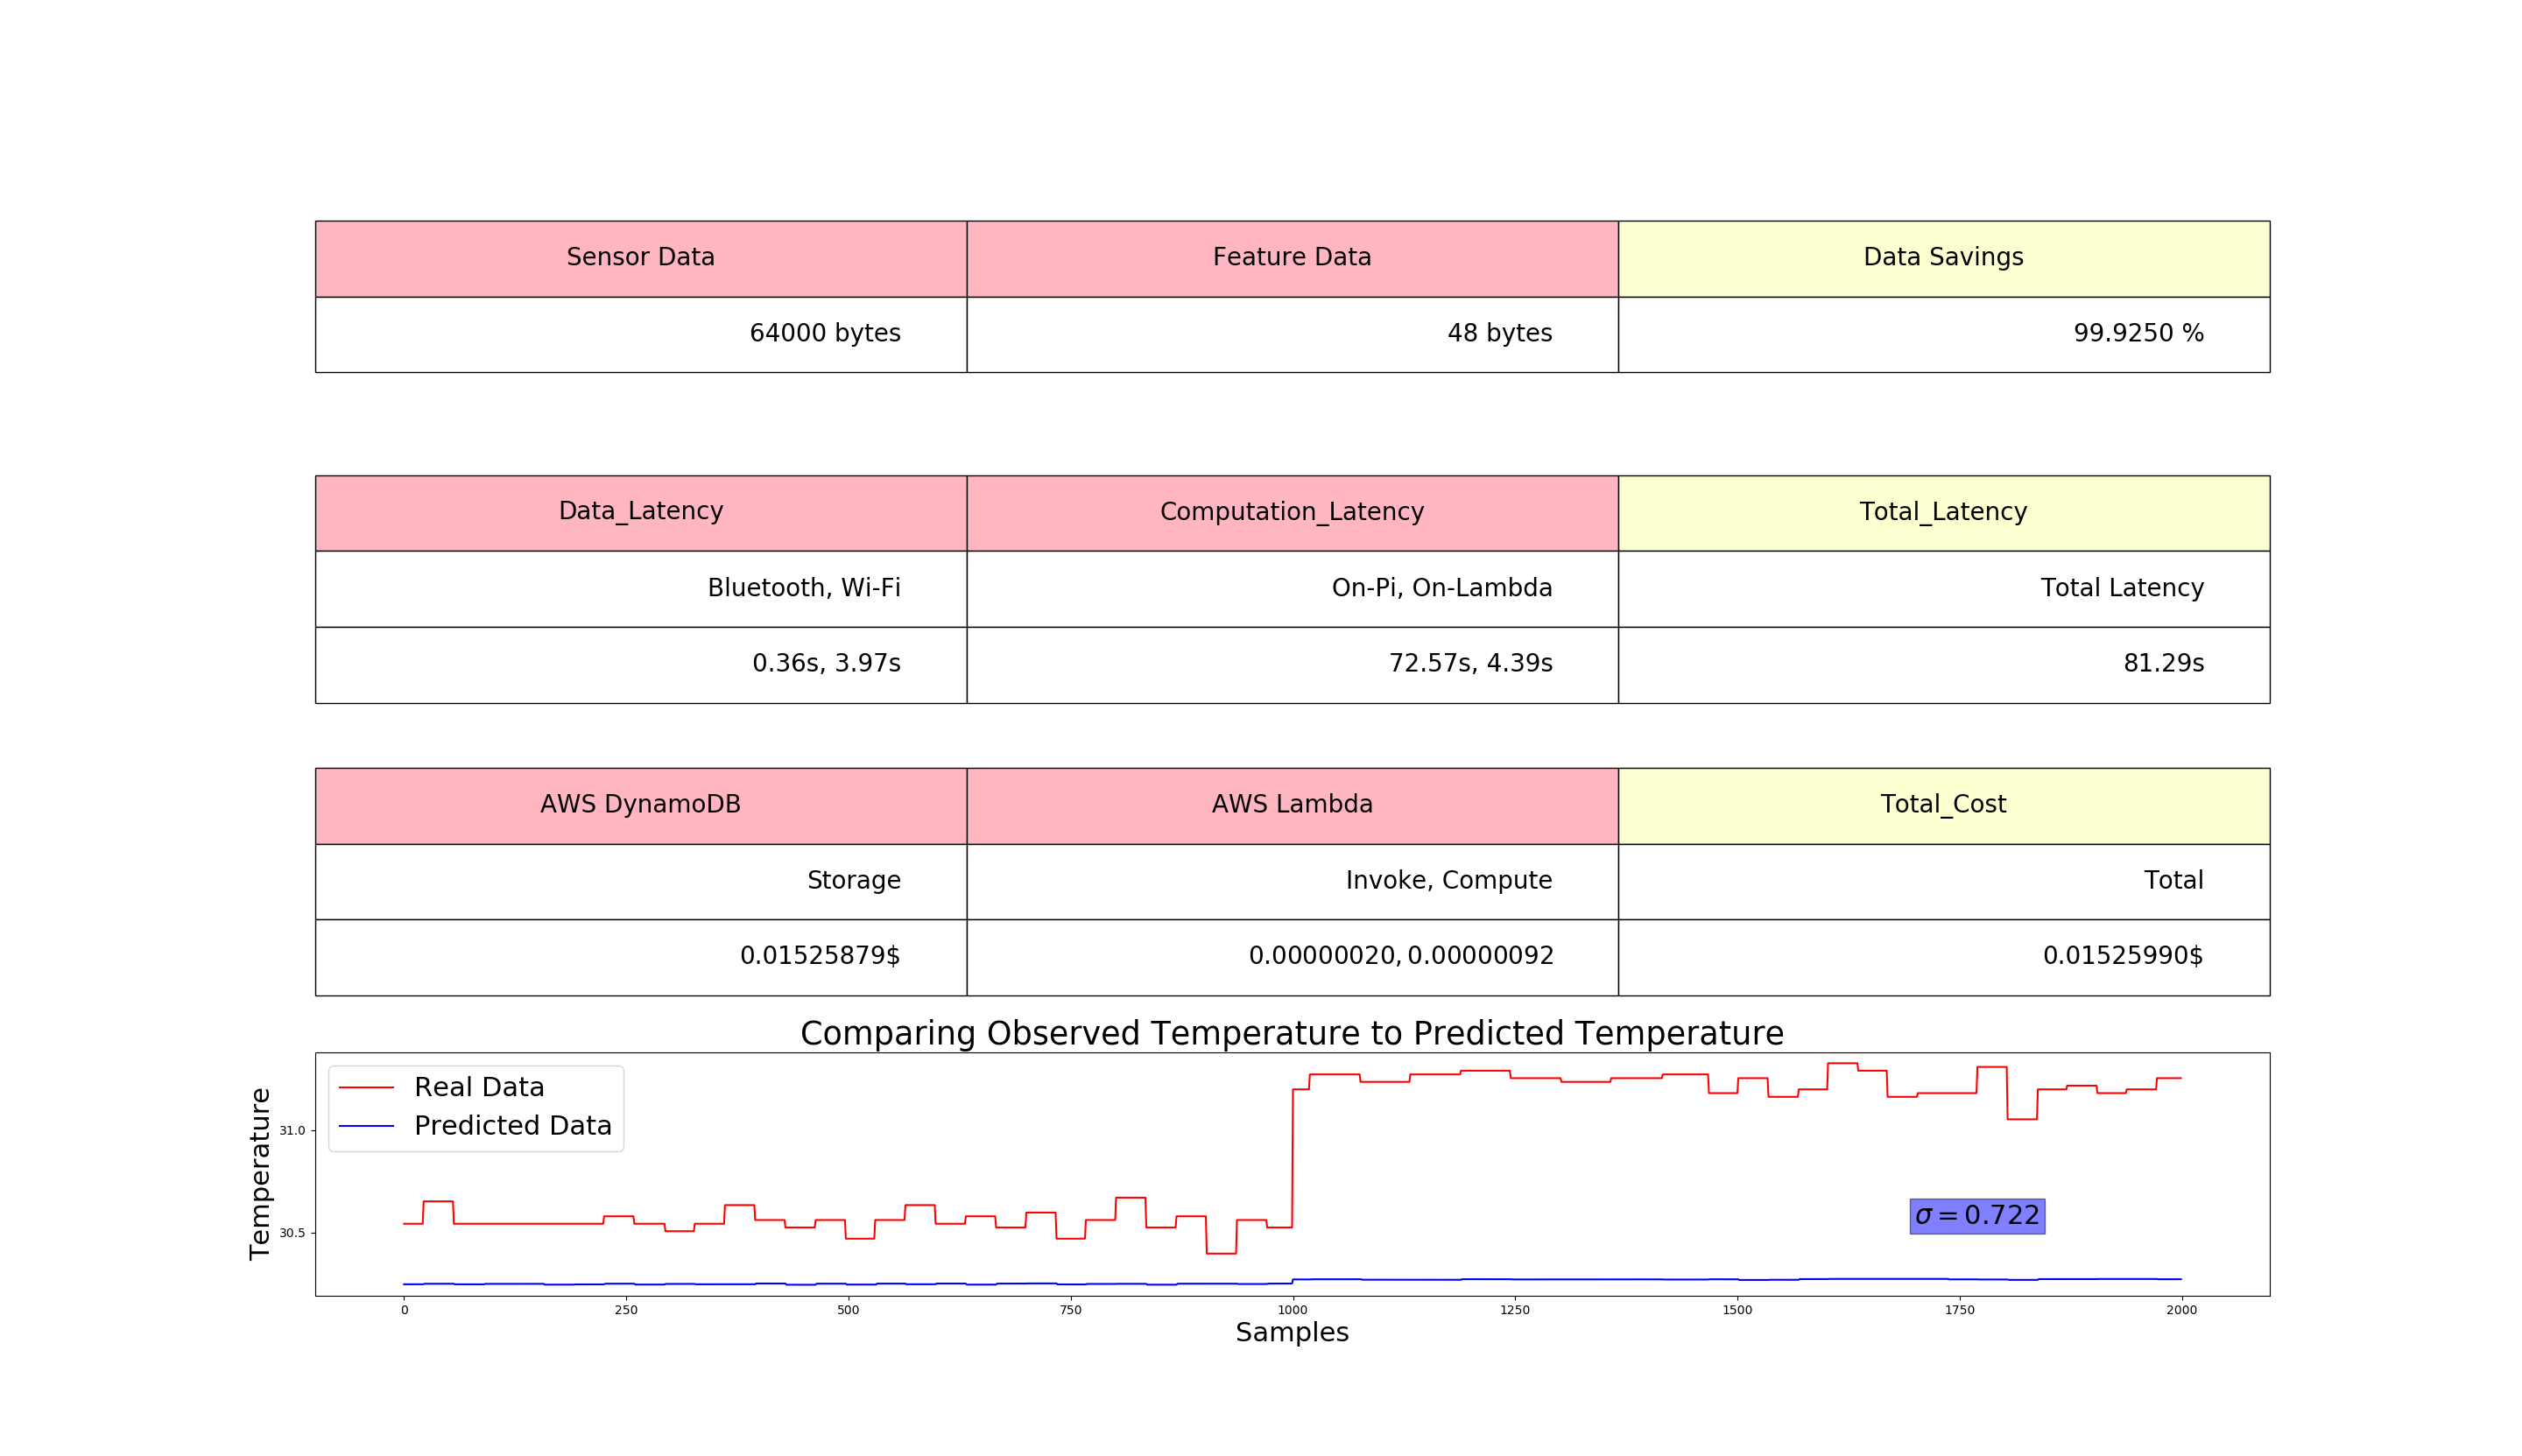 Sensor Data Feature Data Data Savings
64000 bytes 48 bytes 99.9250 %
Data_Latency Computation_Latency Total_Latency
Bluetooth, Wi-Fi On-Pi, On-Lambda Total Latency
0.36s, 3.97s 72.57s, 4.39s 81.29s
AWS DynamoDB AWS Lambda Total_Cost
Storage Invoke, Compute Total
0.01525879$ 0.00000020, 0.00000092 0.01525990$
Comparing Observed Temperature to Predicted Temperature
Real Data
Predicted Data
Temperature
31.0
30.5
σ = 0.722
0 250 500 750 1000 1250 1500 1750 2000
Samples